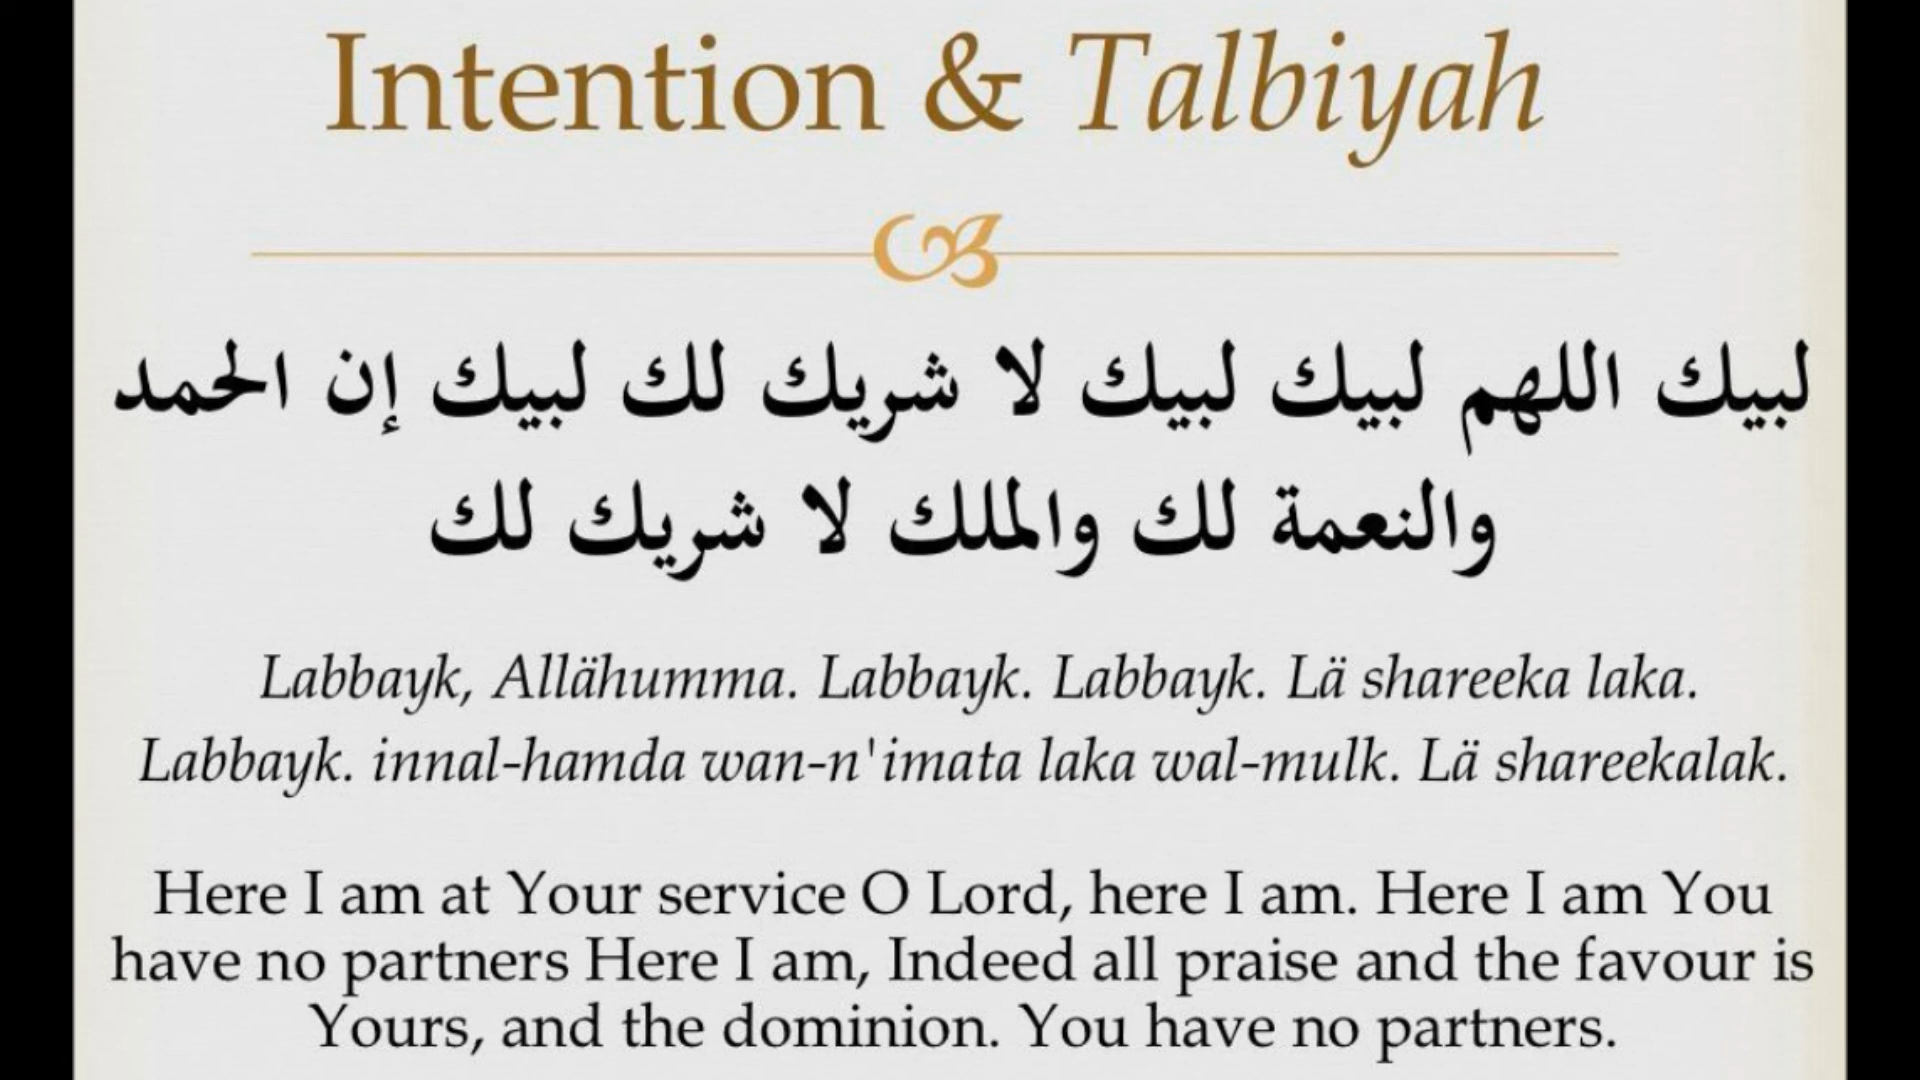 Intention & Talbiyah
لبيك اللهم لبيك لبيك لا شريك لك لبيك إن الحمد
والنعمة لك والملك لا شريك لك
Labbayk, Allähumma. Labbayk. Labbayk. Lä shareeka laka.
Labbayk. innal-hamda wan-n'imata laka wal-mulk. Lä shareekalak.
Here I am at Your service O Lord, here I am. Here I am You
have no partners Here I am, Indeed all praise and the favour is
Yours, and the dominion. You have no partners.